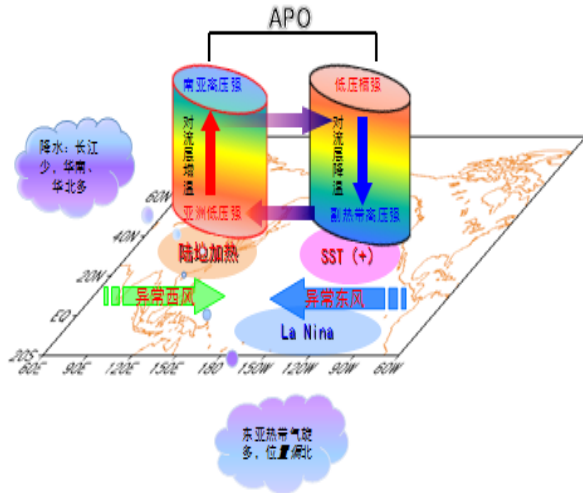 APO
南亚高压强
低压槽强
对流层增温
对流层降温
降水：长江
少，华南、
华北多
亚洲低压强
副热带高压强
陆地加热
SST (+)
异常西风
异常东风
La Nina
60N
40N
20N
EQ
20S
60E
90E
120E
150E
180
150W
120W
90W
60W
东亚热带气旋
多，位置偏北